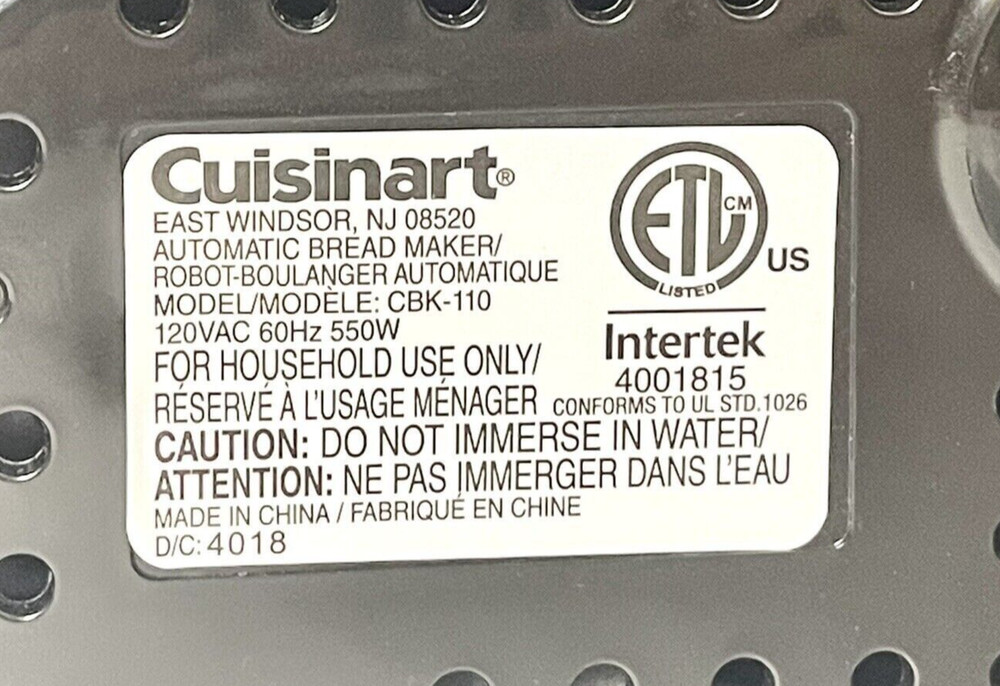 Cuisinart®
EAST WINDSOR, NJ 08520
AUTOMATIC BREAD MAKER/
ROBOT-BOULANGER AUTOMATIQUE
MODEL/MODÈLE: CBK-110
120VAC 60Hz 550W
FOR HOUSEHOLD USE ONLY/
RÉSERVÉ À L'USAGE MÉNAGER
CAUTION: DO NOT IMMERSE IN WATER/
ATTENTION: NE PAS IMMERGER DANS L'EAU
MADE IN CHINA / FABRIQUÉ EN CHINE
D/C: 4018
ETL CM
US
LISTED
Intertek
4001815
CONFORMS TO UL STD.1026